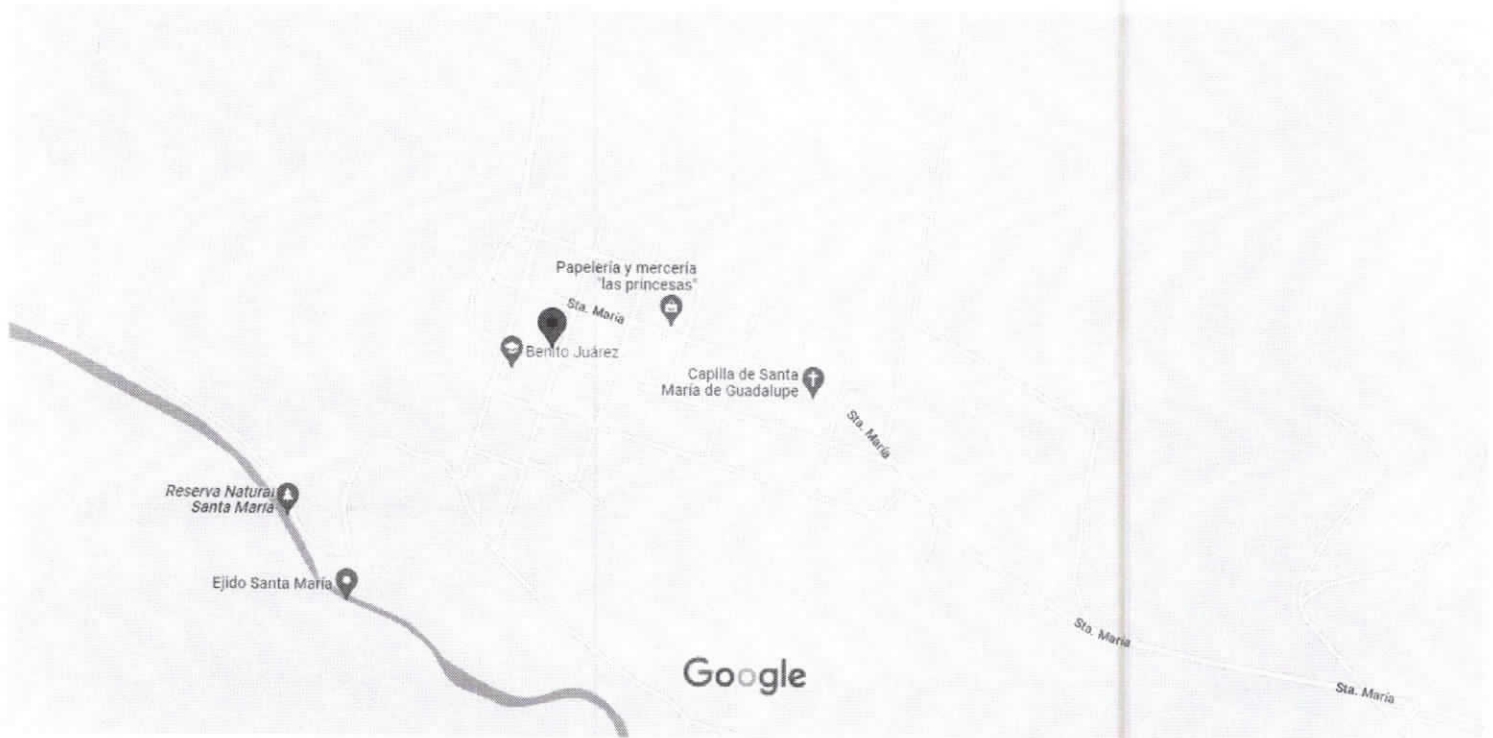 Papelería y mercería
"las princesas"
Sta. María
Benito Juárez
Capilla de Santa
María de Guadalupe
Sta. María
Reserva Natural
Santa María
Ejido Santa María
Sta. María
Google
Sta. María